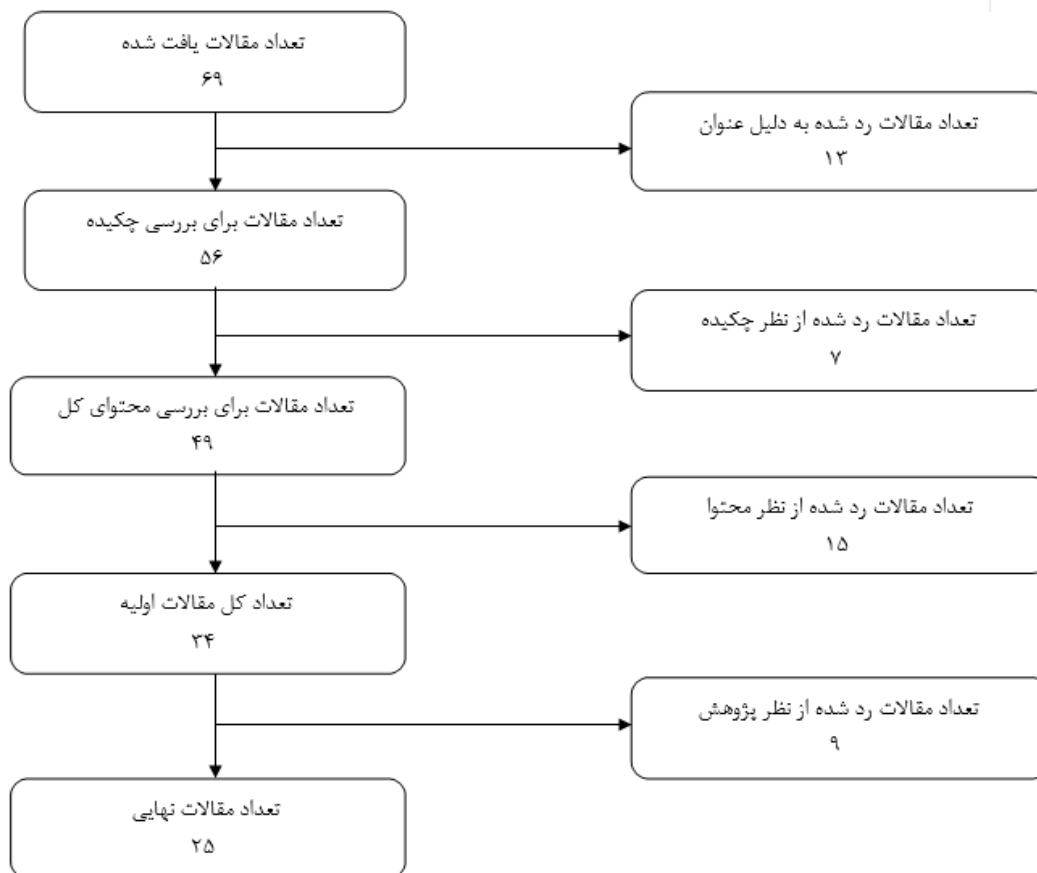 تعداد مقالات یافت شده
۶۹
تعداد مقالات رد شده به دلیل عنوان
۱۳
تعداد مقالات برای بررسی چکیده
۵۶
تعداد مقالات رد شده از نظر چکیده
۷
تعداد مقالات برای بررسی محتوای کل
۴۹
تعداد مقالات رد شده از نظر محتوا
۱۵
تعداد کل مقالات اولیه
۳۴
تعداد مقالات رد شده از نظر پژوهش
۹
تعداد مقالات نهایی
۲۵